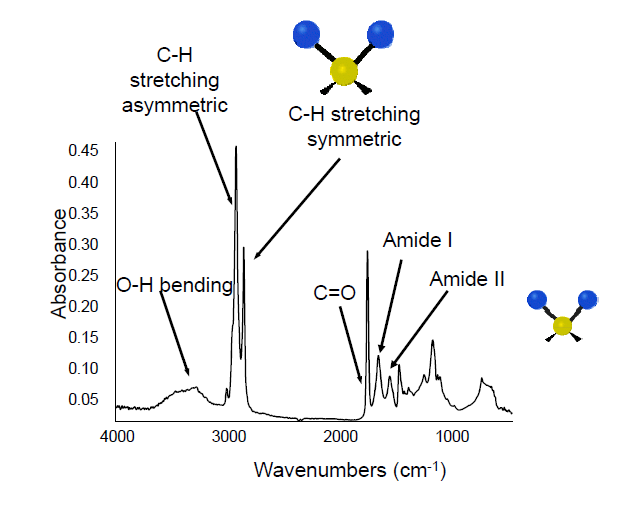 C-H
stretching
asymmetric
C-H stretching
symmetric
0.45
0.40
0.35
0.30
0.25
0.20
0.15
0.10
0.05
Absorbance
O-H bending
C=O
Amide I
Amide II
4000
3000
2000
1000
Wavenumbers (cm-1)